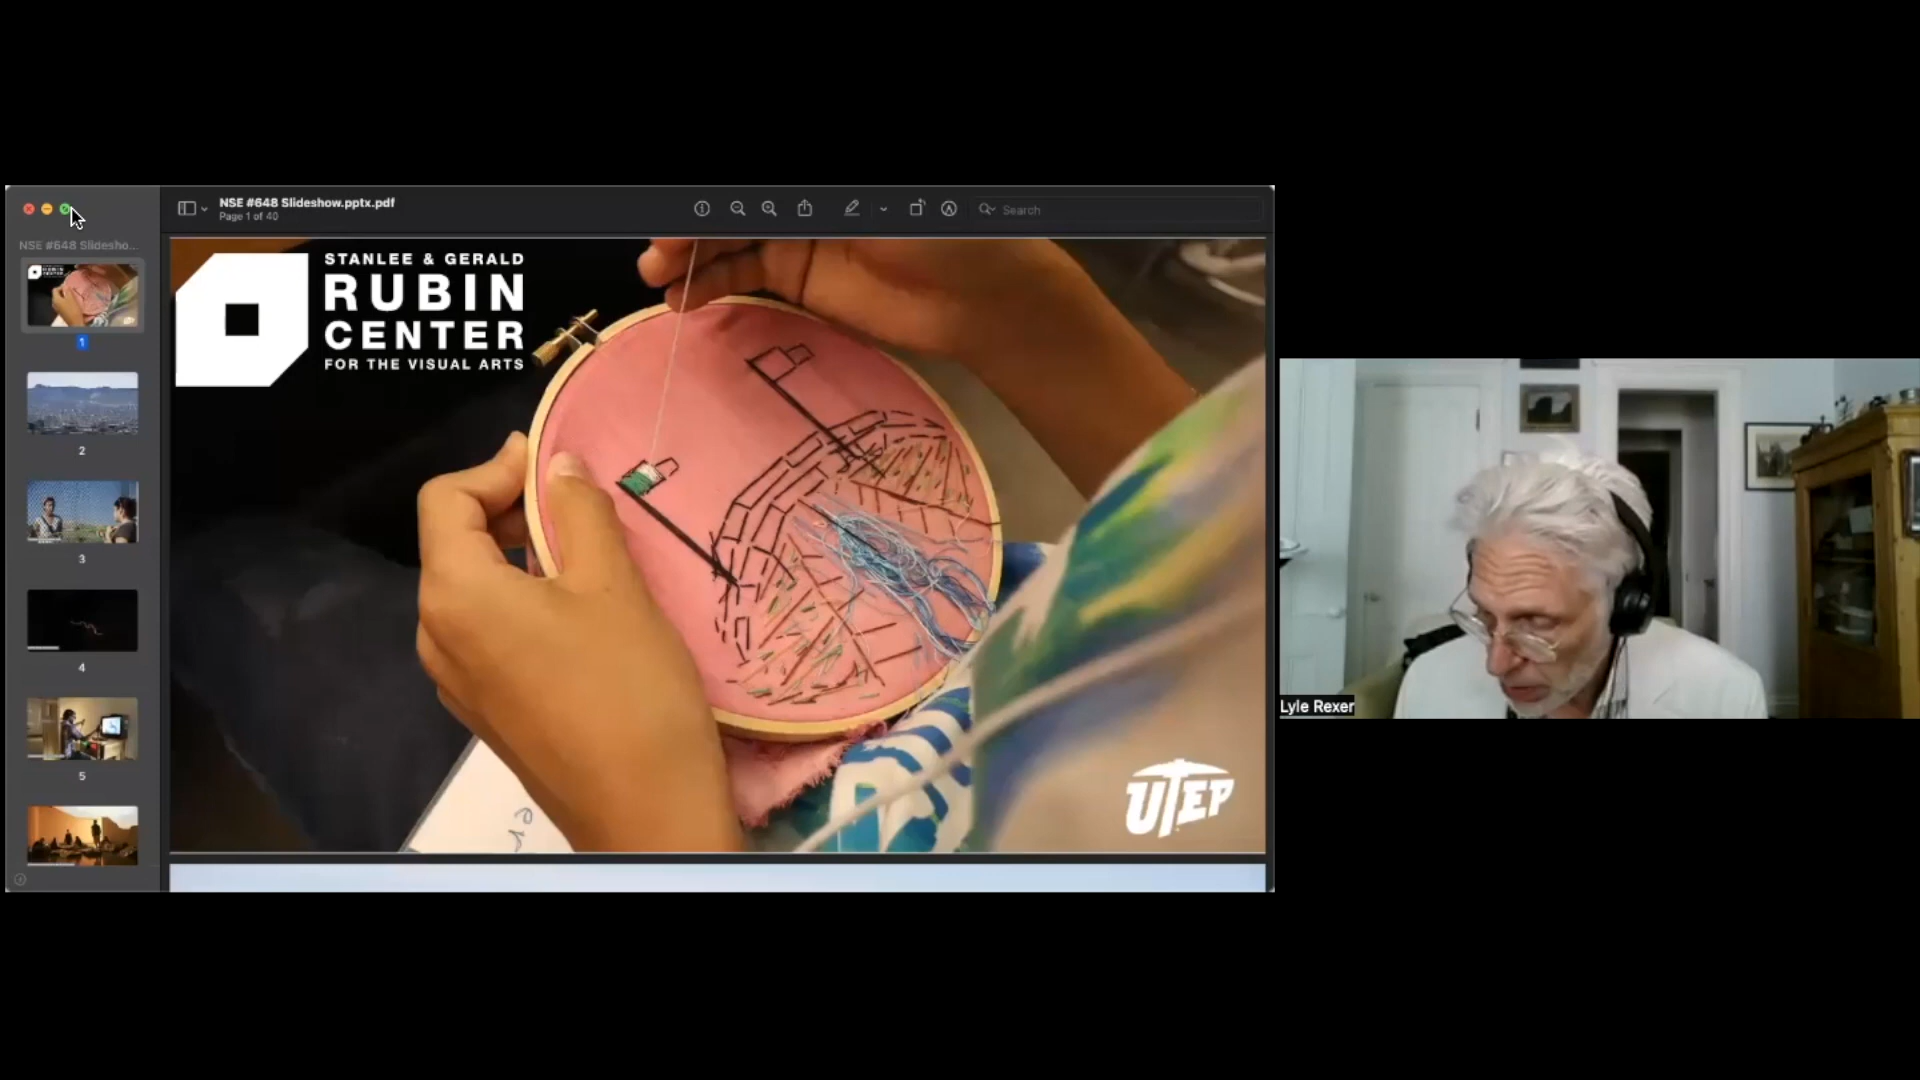 NSE #648 Slideshow.pptx.pdf
Page 1 of 40
Search
NSE #648 Slidesho...
1
2
3
4
5
STANLEE & GERALD
RUBIN
CENTER
FOR THE VISUAL ARTS
er
UTEP
Lyle Rexer